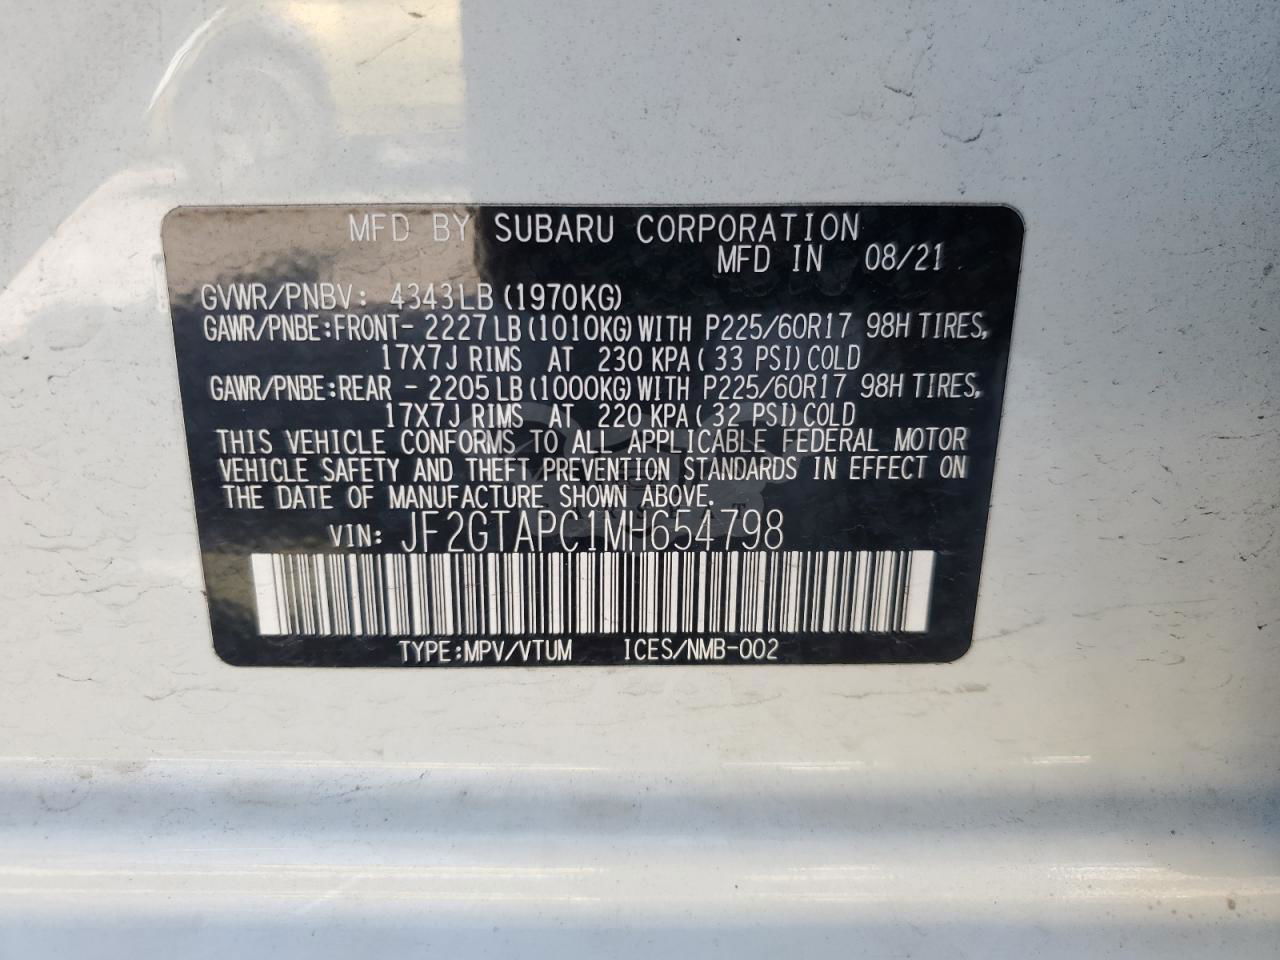 MFD BY SUBARU CORPORATION
MFD IN 08/21
GVWR/PNBV: 4343LB (1970KG)
GAWR/PNBE:FRONT- 2227 LB (1010KG) WITH P225/60R17 98H TIRES,
17X7J RIMS AT 230 KPA ( 33 PSI) COLD
GAWR/PNBE:REAR - 2205 LB (1000KG) WITH P225/60R17 98H TIRES,
17X7J RIMS AT 220 KPA ( 32 PSI) COLD
THIS VEHICLE CONFORMS TO ALL APPLICABLE FEDERAL MOTOR
VEHICLE SAFETY AND THEFT PREVENTION STANDARDS IN EFFECT ON
THE DATE OF MANUFACTURE SHOWN ABOVE.
VIN: JF2GTAPC1MH654798
TYPE:MPV/VTUM ICES/NMB-002